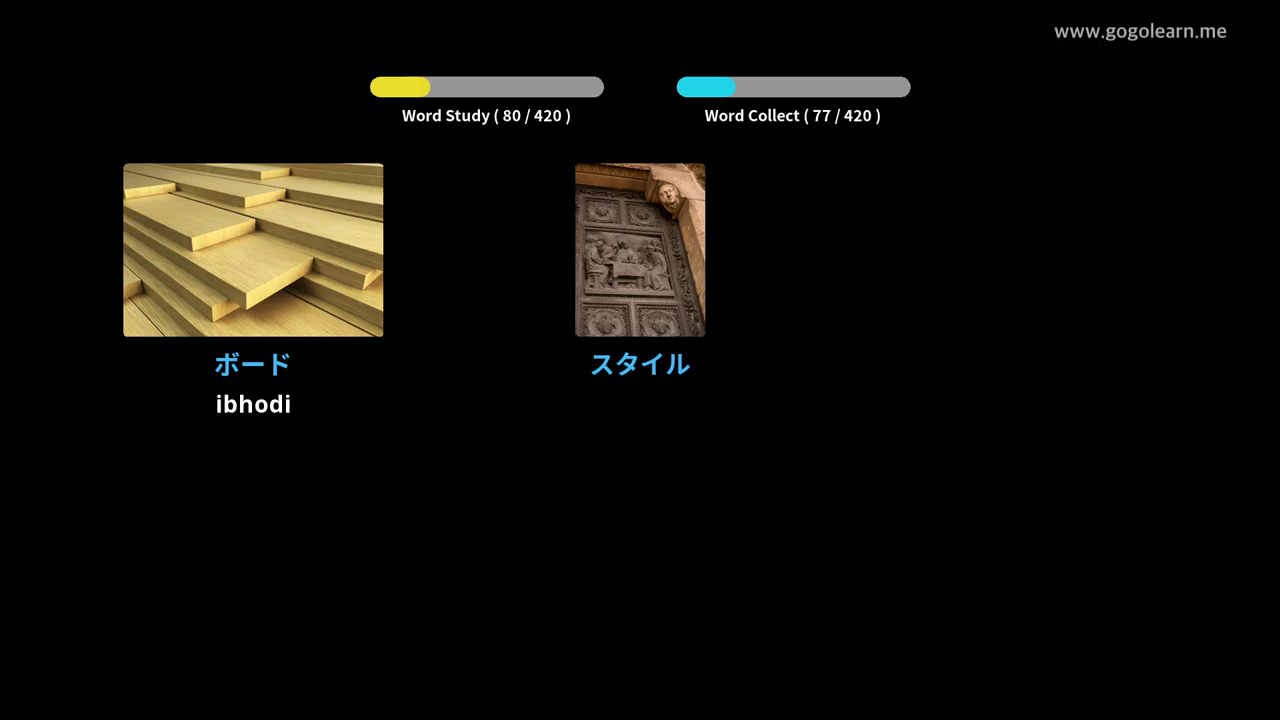 www.gogolearn.me
Word Study ( 80 / 420 )
Word Collect ( 77 / 420 )
ボード
スタイル
ibhodi